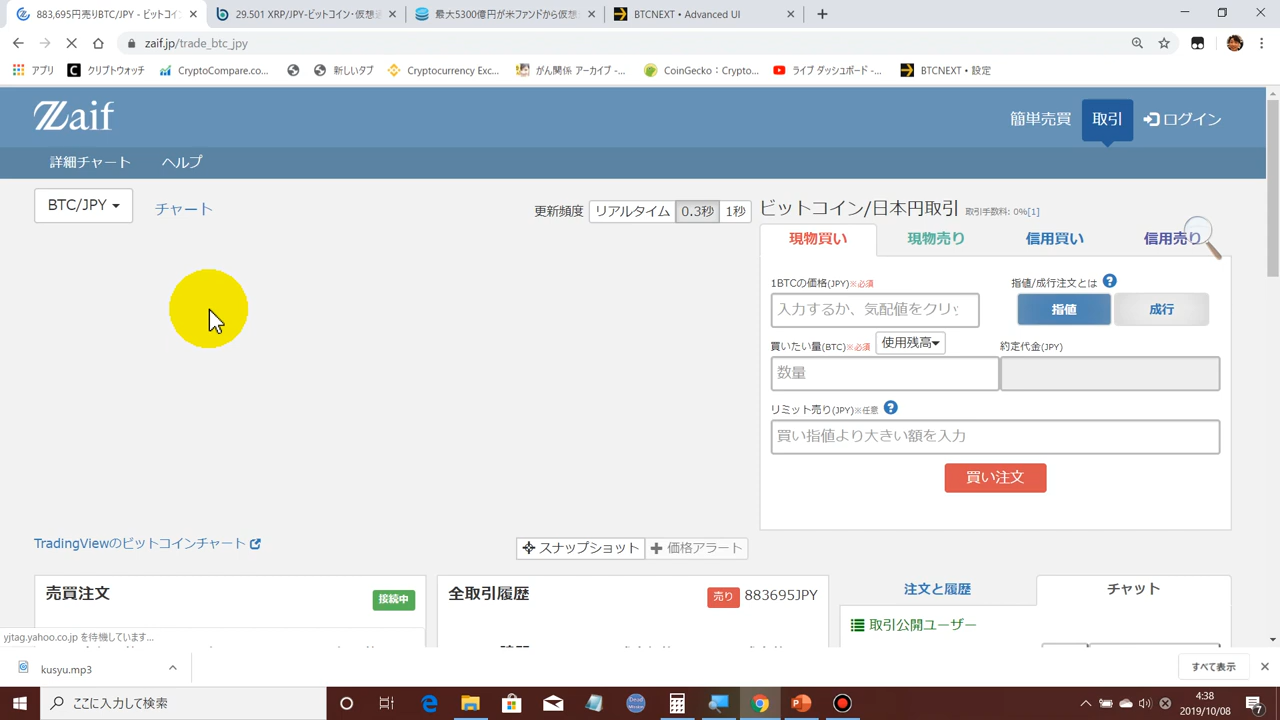 883,695円売りBTC/JPY - ビットコイン
29.501 XRP/JPY-ビットコイン・仮想
最大5300億円が米ファンドから仮想
BTCNEXT • Advanced UI
zaif.jp/trade_btc_jpy
アプリ
クリプトウォッチ
CryptoCompare.co...
新しいタブ
Cryptocurrency Exc...
がん関係 アーカイブ -...
CoinGecko：Crypto...
ライブ ダッシュボード -...
BTCNEXT • 設定
Zaif
簡単売買
取引
ログイン
詳細チャート
ヘルプ
BTC/JPY
チャート
更新頻度
リアルタイム
0.3秒
1秒
ビットコイン/日本円取引 取引手数料: 0%[1]
現物買い
現物売り
信用買い
信用売り
1BTCの価格(JPY)※必須
指値/成行注文とは
入力するか、気配値をクリッ
指値
成行
買いたい量(BTC)※必須
使用残高
約定代金(JPY)
数量
リミット売り(JPY)※任意
買い指値より大きい額を入力
買い注文
TradingViewのビットコインチャート
スナップショット
価格アラート
売買注文
接続中
全取引履歴
売り
883695JPY
注文と履歴
チャット
取引公開ユーザー
yjtag.yahoo.co.jp を待機しています...
kusyu.mp3
すべて表示
ここに入力して検索
4:38
2019/10/08
7